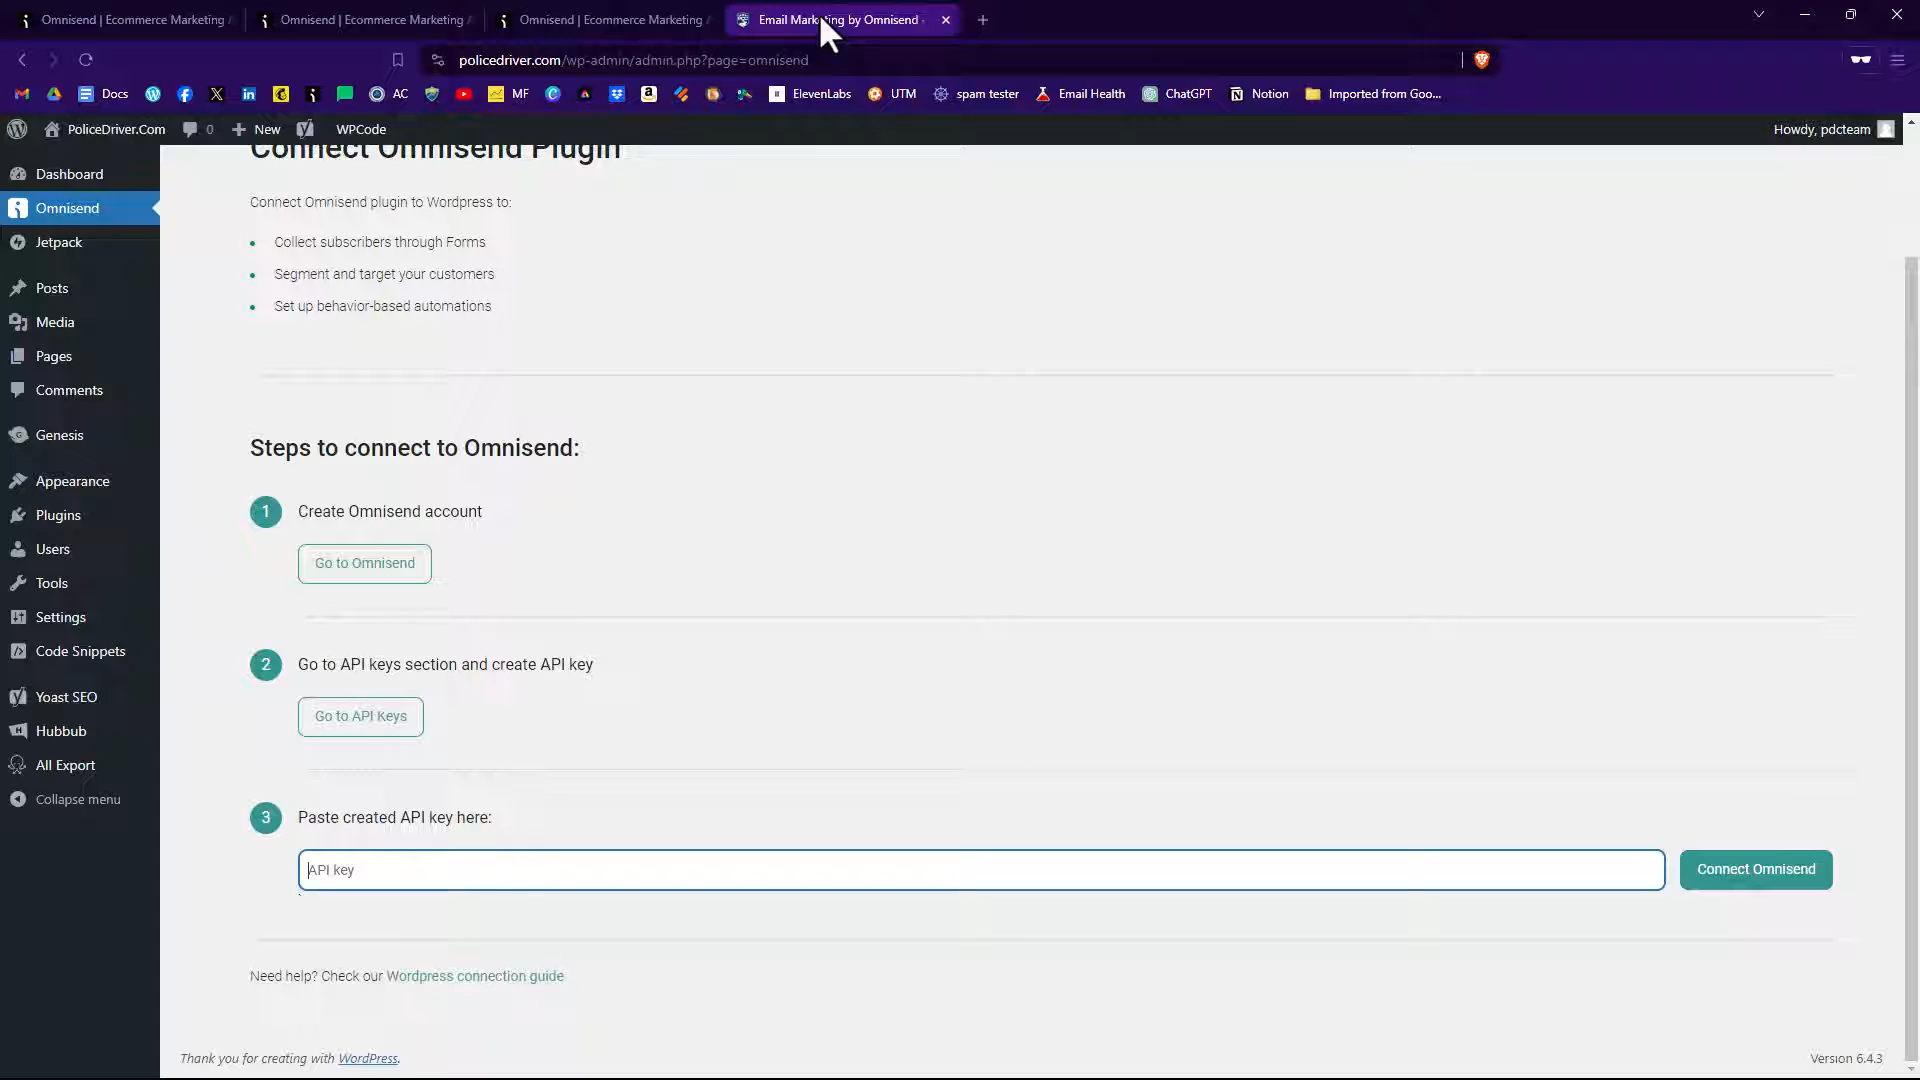 Omnisend | Ecommerce Marketing
Omnisend | Ecommerce Marketing
Omnisend | Ecommerce Marketing
Email Marketing by Omnisend
policedriver.com/wp-admin/admin.php?page=omnisend
Docs
AC
MF
ElevenLabs
UTM
spam tester
Email Health
ChatGPT
Notion
Imported from Goo...
PoliceDriver.Com
0
New
WPCode
Howdy, pdcteam
Dashboard
Omnisend
Jetpack
Posts
Media
Pages
Comments
Genesis
Appearance
Plugins
Users
Tools
Settings
Code Snippets
Yoast SEO
Hubbub
All Export
Collapse menu
Connect Omnisend Plugin
Connect Omnisend plugin to Wordpress to:
Collect subscribers through Forms
Segment and target your customers
Set up behavior-based automations
Steps to connect to Omnisend:
1 Create Omnisend account
Go to Omnisend
2 Go to API keys section and create API key
Go to API Keys
3 Paste created API key here:
API key
Connect Omnisend
Need help? Check our Wordpress connection guide
Thank you for creating with WordPress.
Version 6.4.3